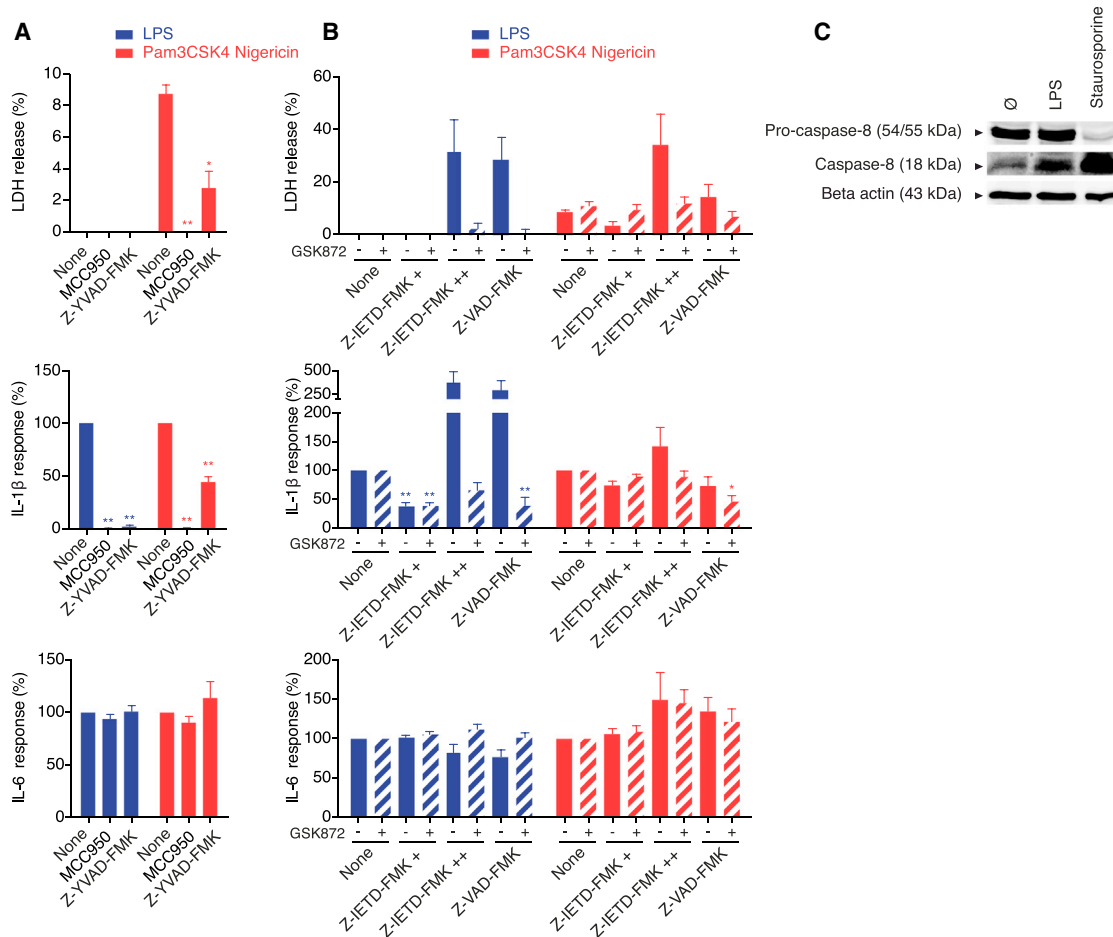 A
LPS
Pam3CSK4 Nigericin
LDH release (%)
10
8
6
4
2
0
**
*
None
MCC950
Z-YVAD-FMK
None
MCC950
Z-YVAD-FMK
IL-1β response (%)
150
100
50
0
**
**
**
**
None
MCC950
Z-YVAD-FMK
None
MCC950
Z-YVAD-FMK
IL-6 response (%)
150
100
50
0
None
MCC950
Z-YVAD-FMK
None
MCC950
Z-YVAD-FMK
B
LPS
Pam3CSK4 Nigericin
LDH release (%)
60
40
20
0
GSK872 - + - + - + - + - + - + - + - +
None
Z-IETD-FMK +
Z-IETD-FMK ++
Z-VAD-FMK
None
Z-IETD-FMK +
Z-IETD-FMK ++
Z-VAD-FMK
IL-1β response (%)
500
250
200
150
100
50
0
**
**
**
*
GSK872 - + - + - + - + - + - + - + - +
None
Z-IETD-FMK +
Z-IETD-FMK ++
Z-VAD-FMK
None
Z-IETD-FMK +
Z-IETD-FMK ++
Z-VAD-FMK
IL-6 response (%)
200
150
100
50
0
GSK872 - + - + - + - + - + - + - + - +
None
Z-IETD-FMK +
Z-IETD-FMK ++
Z-VAD-FMK
None
Z-IETD-FMK +
Z-IETD-FMK ++
Z-VAD-FMK
C
Ø
LPS
Staurosporine
Pro-caspase-8 (54/55 kDa)
Caspase-8 (18 kDa)
Beta actin (43 kDa)